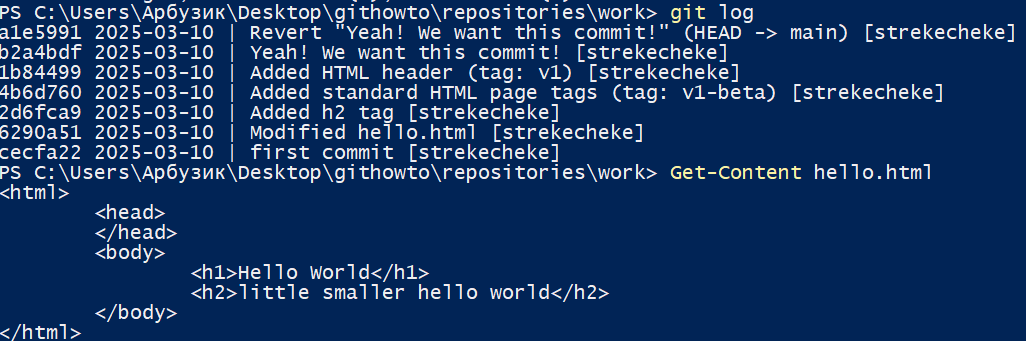 PS C:\Users\Арбузик\Desktop\githowto\repositories\work> git log
a1e5991 2025-03-10 | Revert "Yeah! We want this commit!" (HEAD -> main) [strekecheke]
b2a4bdf 2025-03-10 | Yeah! We want this commit! [strekecheke]
1b84499 2025-03-10 | Added HTML header (tag: v1) [strekecheke]
4b6d760 2025-03-10 | Added standard HTML page tags (tag: v1-beta) [strekecheke]
2d6fca9 2025-03-10 | Added h2 tag [strekecheke]
6290a51 2025-03-10 | Modified hello.html [strekecheke]
cecfa22 2025-03-10 | first commit [strekecheke]
PS C:\Users\Арбузик\Desktop\githowto\repositories\work> Get-Content hello.html
<html>
        <head>
        </head>
        <body>
                <h1>Hello World</h1>
                <h2>little smaller hello world</h2>
        </body>
</html>